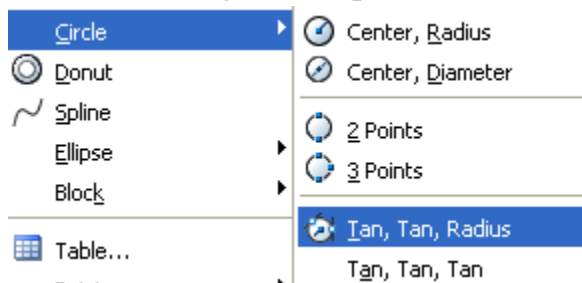 Circle
Donut
Spline
Ellipse
Block
Table...
Center, Radius
Center, Diameter
2 Points
3 Points
Tan, Tan, Radius
Tan, Tan, Tan